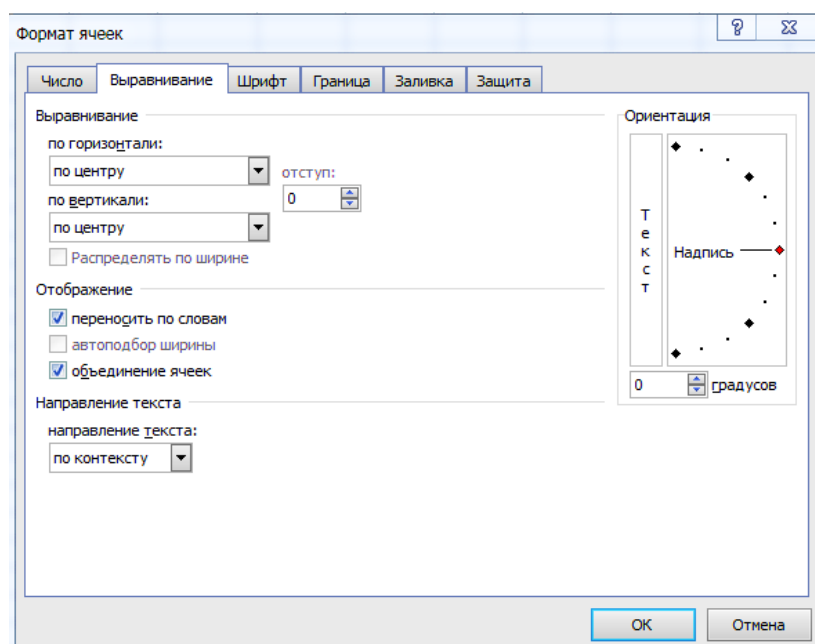 Формат ячеек
Число Выравнивание Шрифт Граница Заливка Защита
Выравнивание
по горизонтали:
по центру
отступ:
0
по вертикали:
по центру
Распределять по ширине
Отображение
переносить по словам
автоподбор ширины
объединение ячеек
Направление текста
направление текста:
по контексту
Ориентация
Текст
Надпись
0 градусов
ОК Отмена